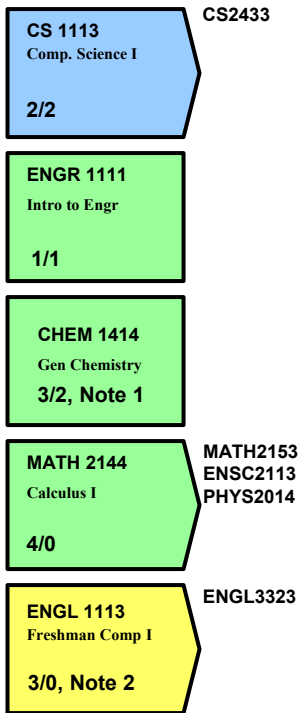 CS 1113
Comp. Science I
2/2
CS2433
ENGR 1111
Intro to Engr
1/1
CHEM 1414
Gen Chemistry
3/2, Note 1
MATH 2144
Calculus I
4/0
MATH2153
ENSC2113
PHYS2014
ENGL 1113
Freshman Comp I
3/0, Note 2
ENGL3323